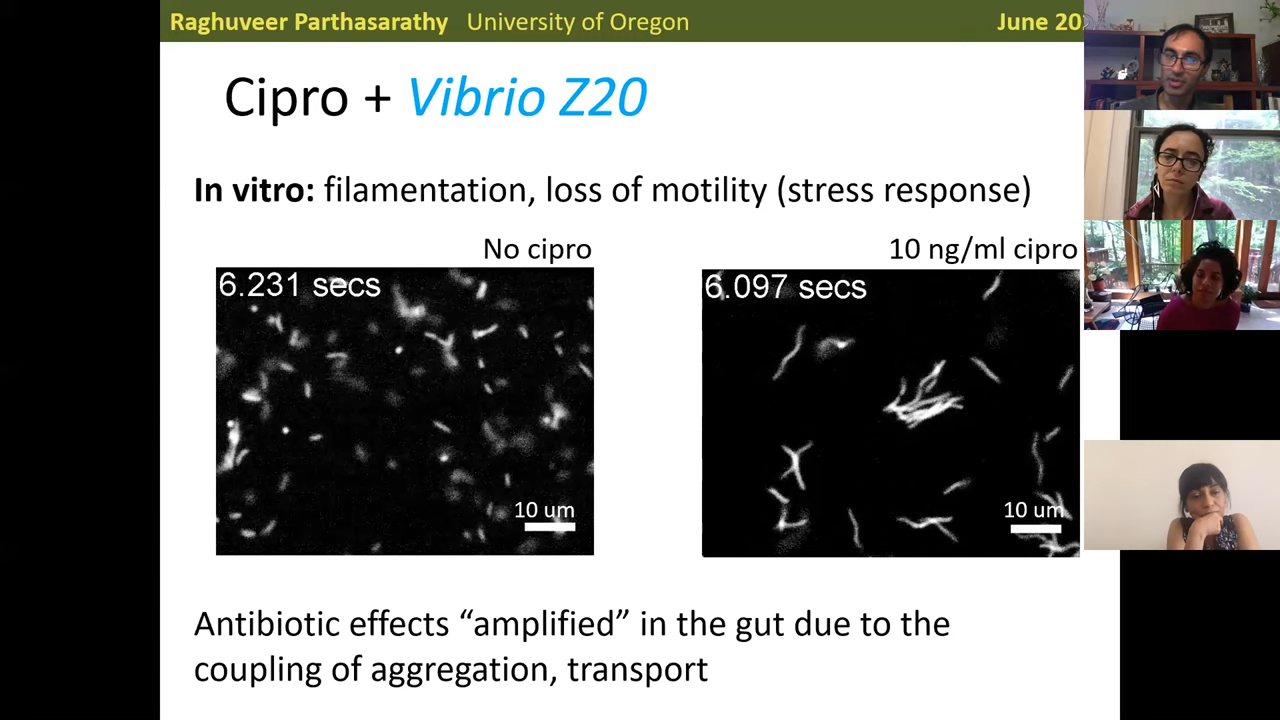 Raghuveer Parthasarathy University of Oregon June 20
Cipro + Vibrio Z20
In vitro: filamentation, loss of motility (stress response)
No cipro
10 ng/ml cipro
6.231 secs
6.097 secs
10 um
10 um
Antibiotic effects “amplified” in the gut due to the
coupling of aggregation, transport